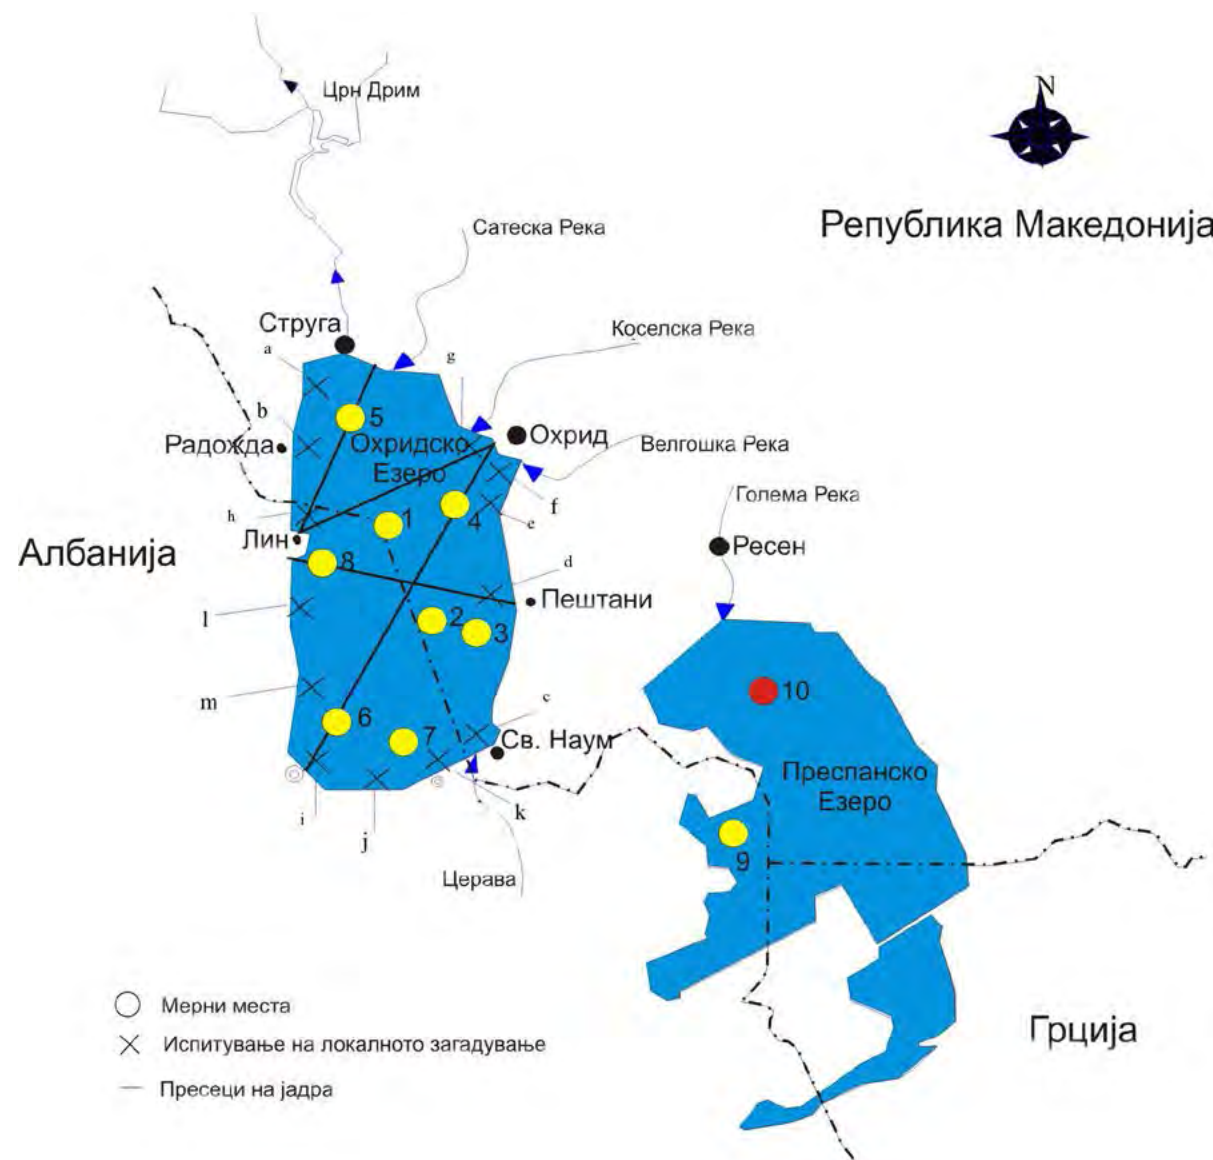 Црн Дрим
N
Сатеска Река
Република Македонија
Струга
Коселска Река
a
g
b
5
Охрид
Радожда
Охридско
Езеро
Велгошка Река
f
Голема Река
h
4
e
1
Лин
Ресен
Албанија
8
d
Пештани
l
2
3
m
c
10
6
7
Св. Наум
Преспанско
Езеро
i
j
k
9
Церава
Мерни места
Испитување на локалното загадување
Пресеци на јадра
Грција